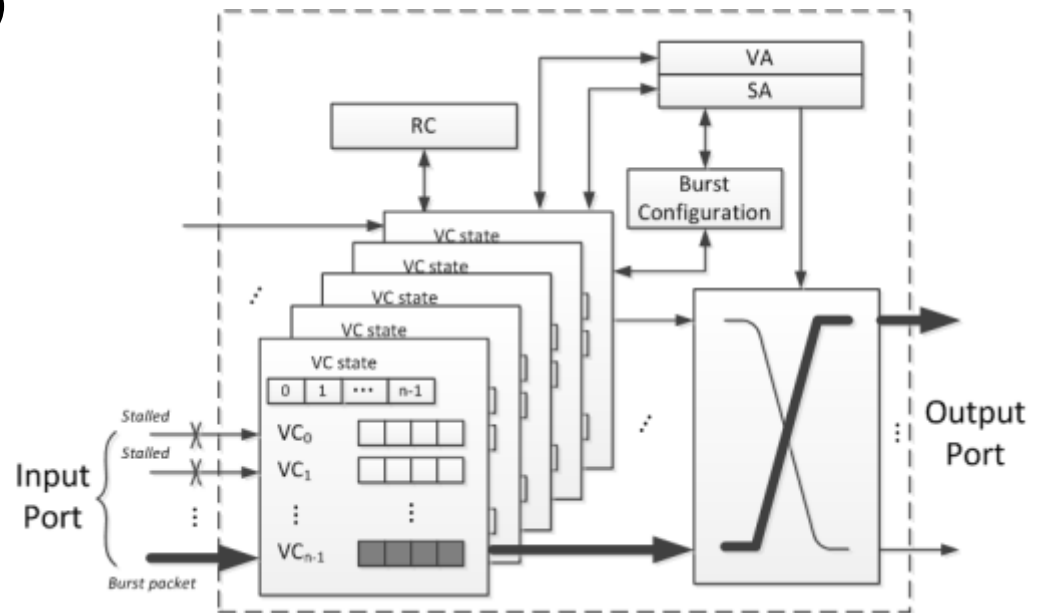 )
VA
SA
RC
Burst
Configuration
VC state
VC state
VC state
VC state
VC state
0 1 ... n-1
Stalled
VC0
Stalled
VC1
Input
Port
VCn-1
Burst packet
Output
Port